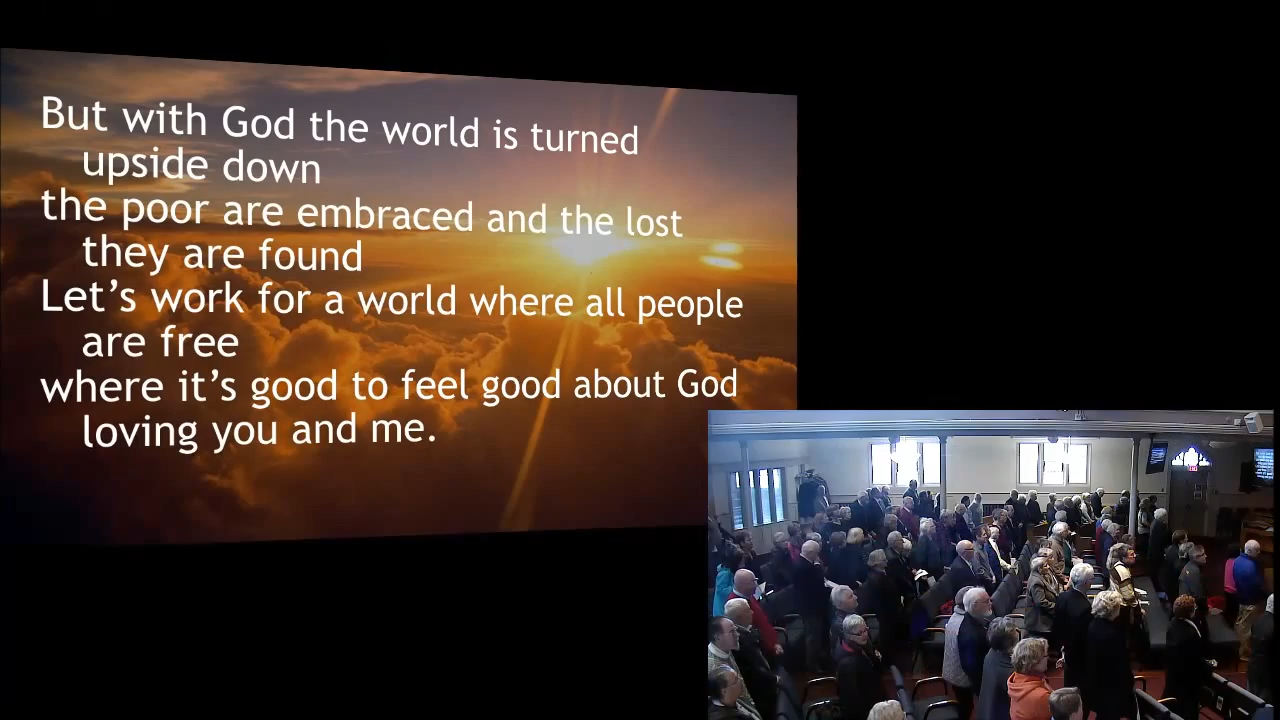 But with God the world is turned
upside down
the poor are embraced and the lost
they are found
Let's work for a world where all people
are free
where it's good to feel good about God
loving you and me.